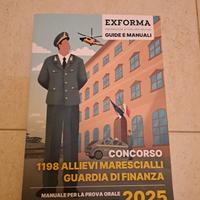 EXFORMA
GUIDE E MANUALI
CONCORSO
1198 ALLIEVI MARESCIALLI
GUARDIA DI FINANZA
MANUALE PER LA PROVA ORALE 2025